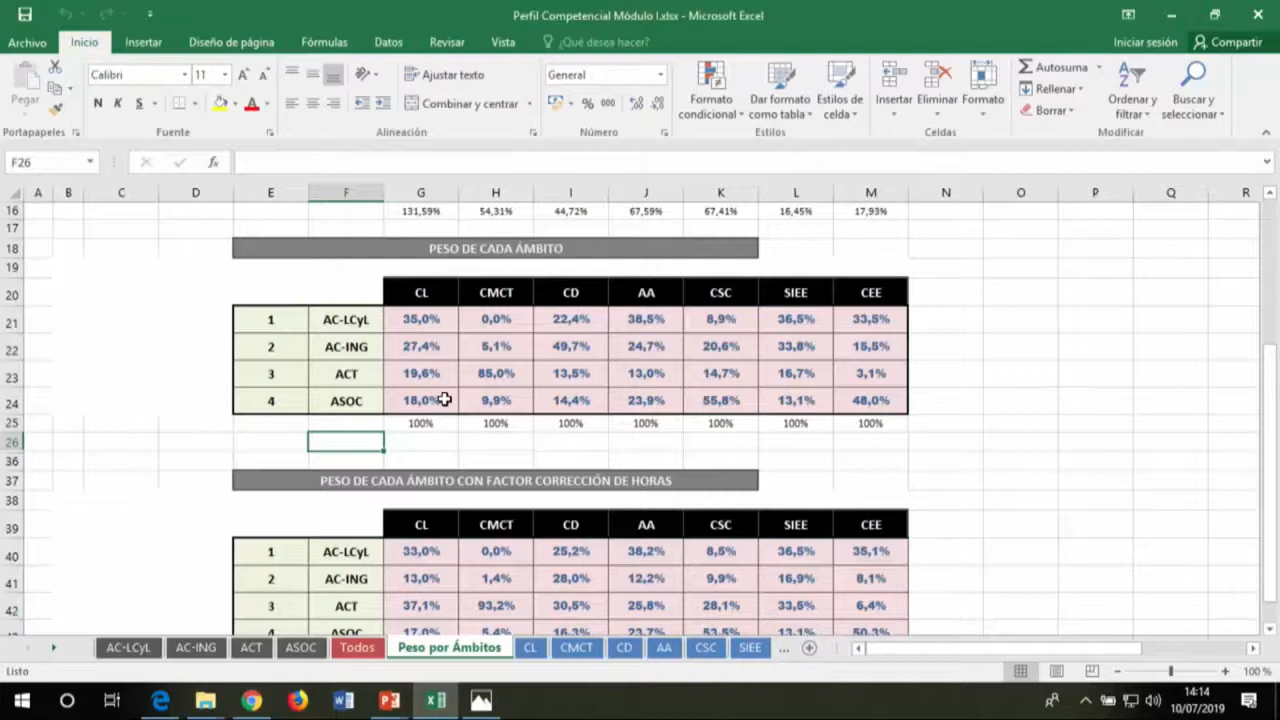 Perfil Competencial Módulo I.xlsx - Microsoft Excel
Archivo Inicio Insertar Diseño de página Fórmulas Datos Revisar Vista ¿Qué desea hacer? Iniciar sesión Compartir
Pegar
Calibri 11
N K S
Ajustar texto
Combinar y centrar
General
% 000
Formato condicional
Dar formato como tabla
Estilos de celda
Insertar Eliminar Formato
Autosuma
Rellenar
Borrar
Ordenar y filtrar
Buscar y seleccionar
Portapapeles Fuente Alineación Número Estilos Celdas Modificar
F26 fx
A B C D E F G H I J K L M N O P Q R
16 131,59% 54,31% 44,72% 67,59% 67,41% 16,45% 17,93%
17
18 PESO DE CADA ÁMBITO
19
20 CL CMCT CD AA CSC SIEE CEE
21 1 AC-LCyL 35,0% 0,0% 22,4% 38,5% 8,9% 36,5% 33,5%
22 2 AC-ING 27,4% 5,1% 49,7% 24,7% 20,6% 33,8% 15,5%
23 3 ACT 19,6% 85,0% 13,5% 13,0% 14,7% 16,7% 3,1%
24 4 ASOC 18,0% 9,9% 14,4% 23,9% 55,8% 13,1% 48,0%
25 100% 100% 100% 100% 100% 100% 100%
26
36
37 PESO DE CADA ÁMBITO CON FACTOR CORRECCIÓN DE HORAS
38
39 CL CMCT CD AA CSC SIEE CEE
40 1 AC-LCyL 33,0% 0,0% 25,2% 38,2% 8,5% 36,5% 35,1%
41 2 AC-ING 13,0% 1,4% 28,0% 12,2% 9,9% 16,9% 8,1%
42 3 ACT 37,1% 93,2% 30,5% 25,8% 28,1% 33,5% 6,4%
4 ASOC 17,0% 5,4% 16,3% 23,7% 53,5% 13,1% 50,3%
AC-LCyL AC-ING ACT ASOC Todos Peso por Ámbitos CL CMCT CD AA CSC SIEE ...
Listo 100 %
14:14
10/07/2019